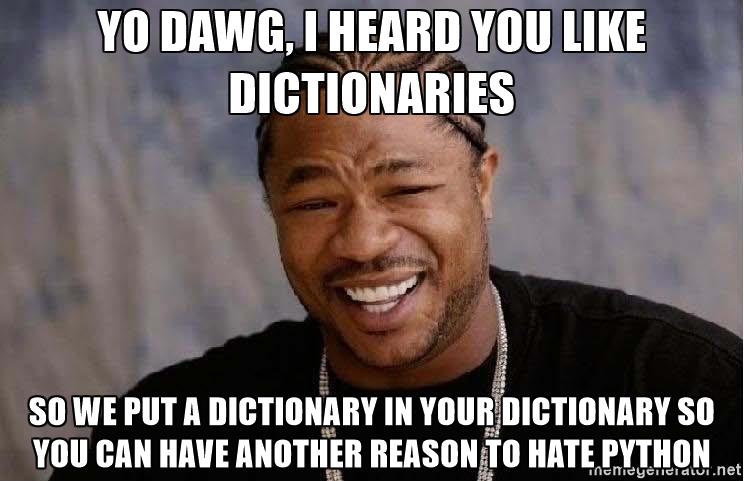 YO DAWG, I HEARD YOU LIKE
DICTIONARIES
SO WE PUT A DICTIONARY IN YOUR DICTIONARY SO
YOU CAN HAVE ANOTHER REASON TO HATE PYTHON
memegenerator.net